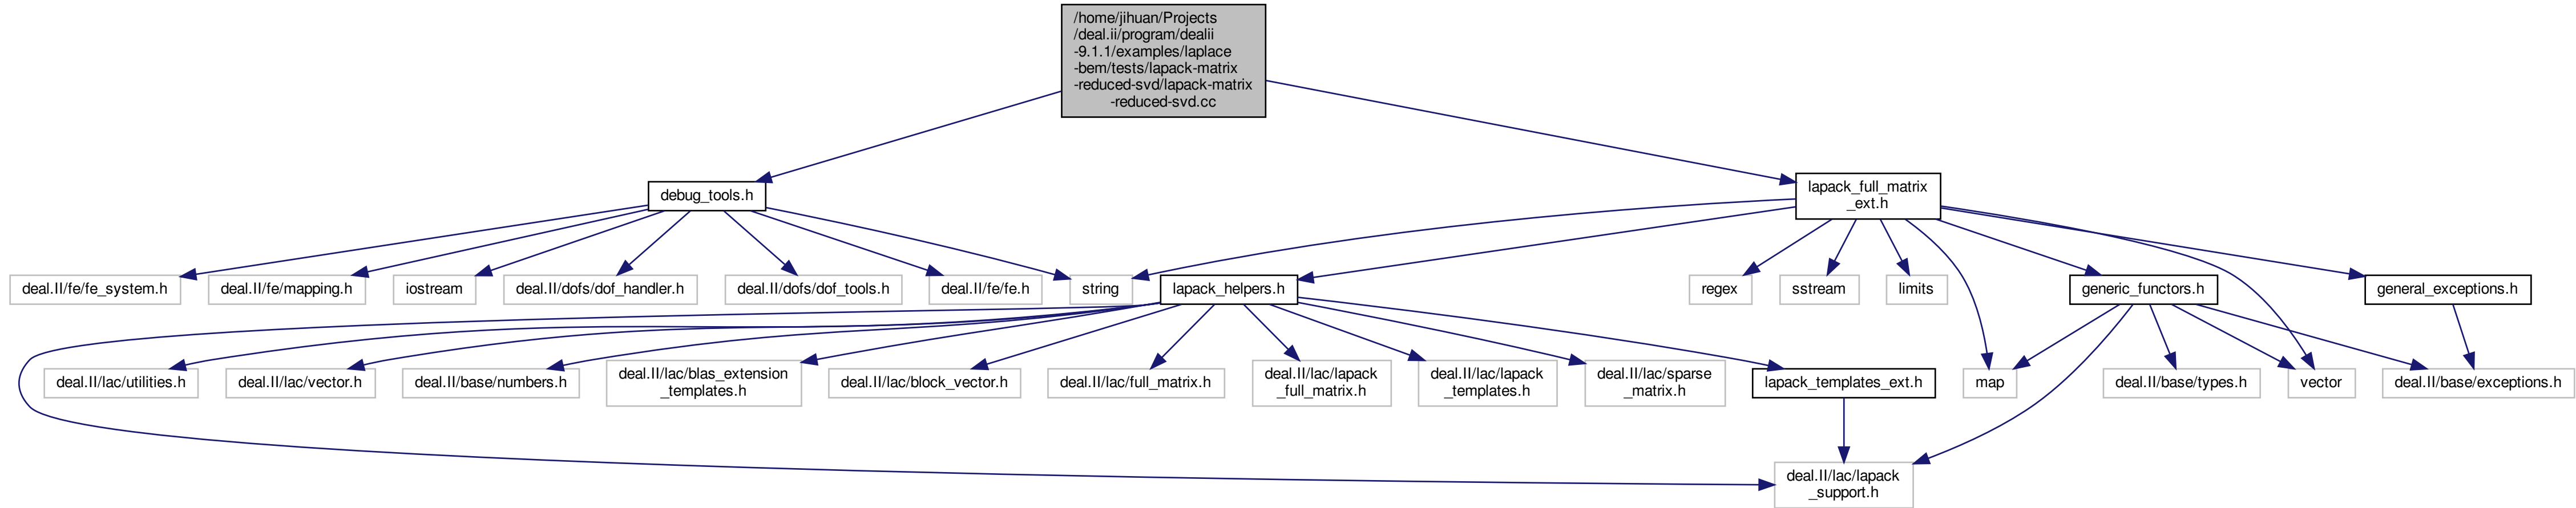 /home/jihuan/Projects
/deal.ii/program/dealii
-9.1.1/examples/laplace
-bem/tests/lapack-matrix
-reduced-svd/lapack-matrix
-reduced-svd.cc
debug_tools.h
lapack_full_matrix
_ext.h
deal.II/fe/fe_system.h
deal.II/fe/mapping.h
iostream
deal.II/dofs/dof_handler.h
deal.II/dofs/dof_tools.h
deal.II/fe/fe.h
string
lapack_helpers.h
regex
sstream
limits
generic_functors.h
general_exceptions.h
deal.II/lac/utilities.h
deal.II/lac/vector.h
deal.II/base/numbers.h
deal.II/lac/blas_extension
_templates.h
deal.II/lac/block_vector.h
deal.II/lac/full_matrix.h
deal.II/lac/lapack
_full_matrix.h
deal.II/lac/lapack
_templates.h
deal.II/lac/sparse
_matrix.h
lapack_templates_ext.h
map
deal.II/base/types.h
vector
deal.II/base/exceptions.h
deal.II/lac/lapack
_support.h